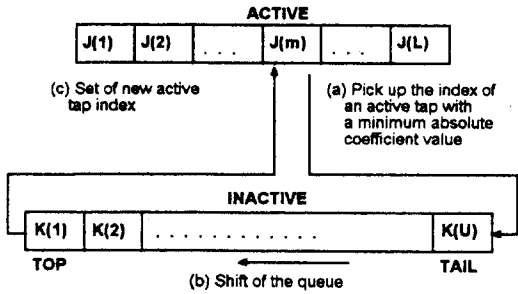 ACTIVE
J(1) J(2) . . . J(m) . . . J(L)
(c) Set of new active
tap index
(a) Pick up the index of
an active tap with
a minimum absolute
coefficient value
INACTIVE
K(1) K(2) . . . . . . . . . . . . . K(U)
TOP TAIL
(b) Shift of the queue